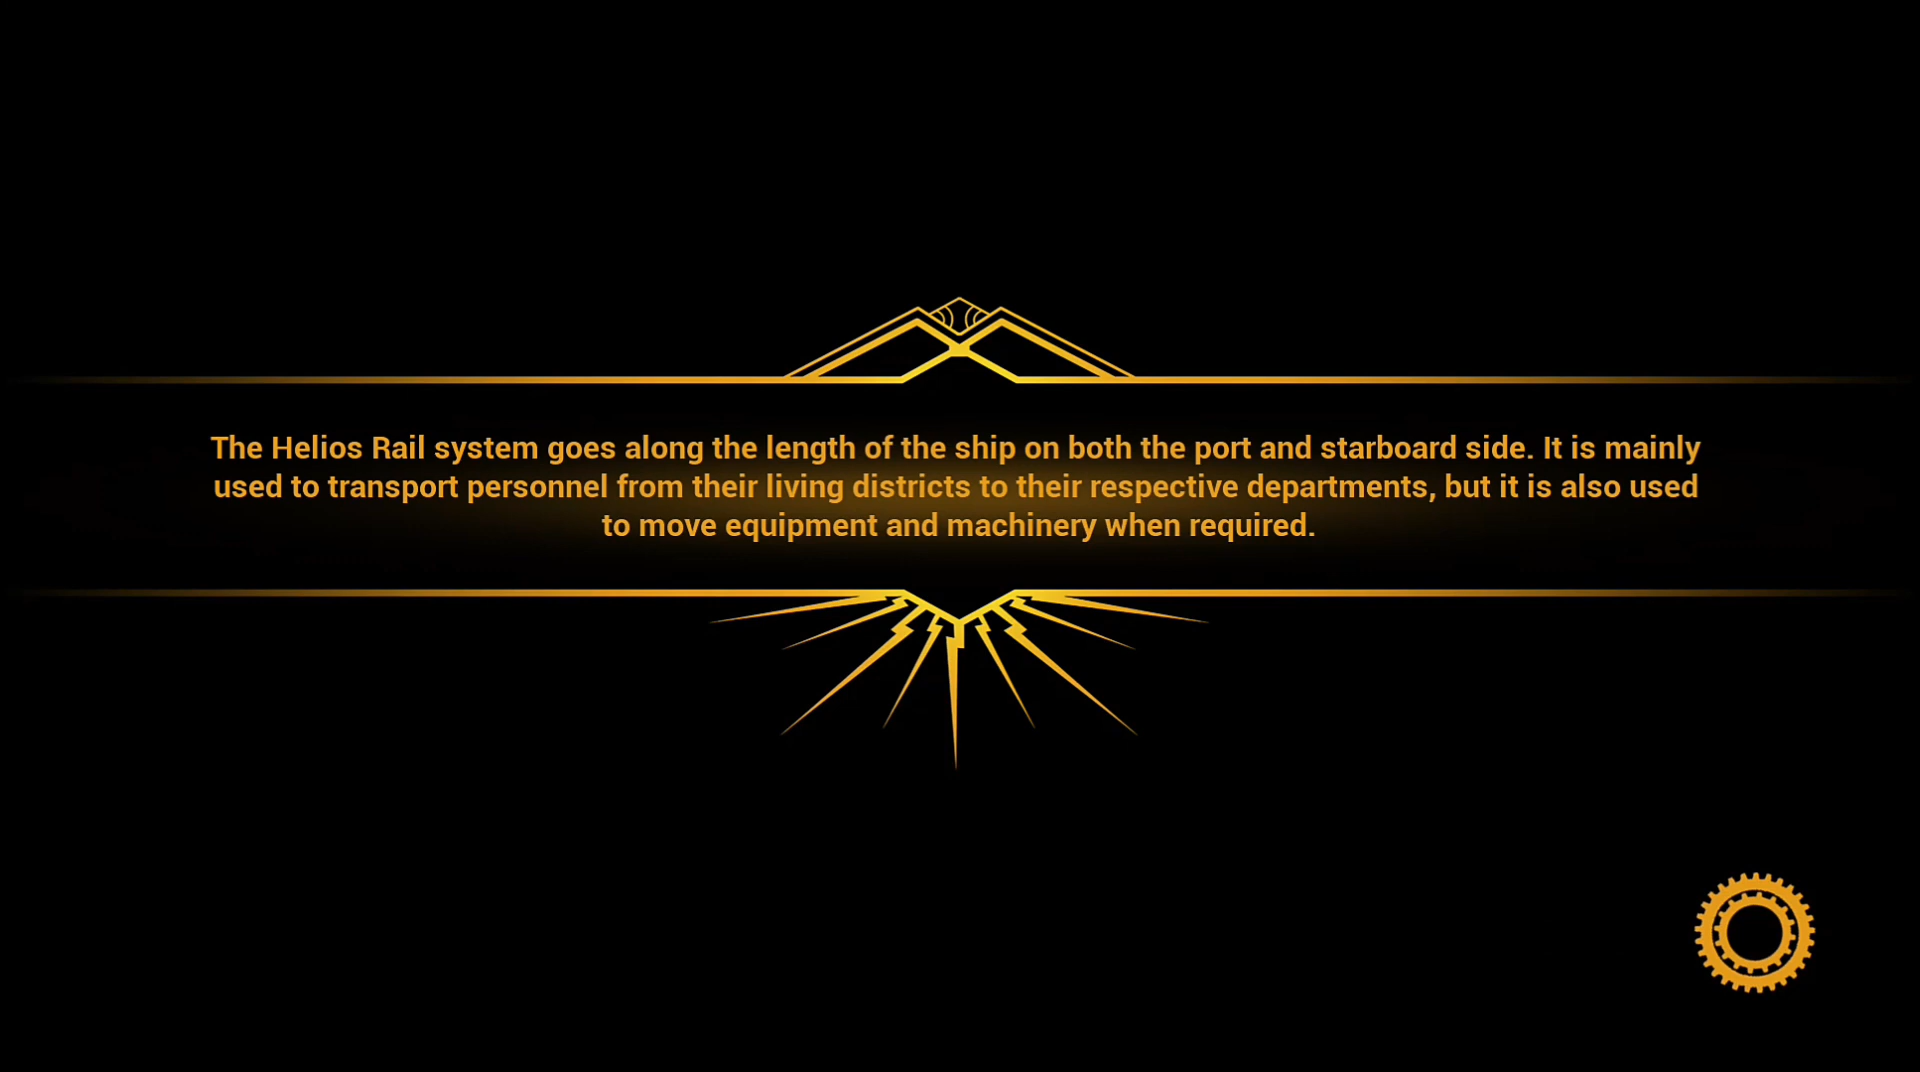 The Helios Rail system goes along the length of the ship on both the port and starboard side. It is mainly
used to transport personnel from their living districts to their respective departments, but it is also used
to move equipment and machinery when required.